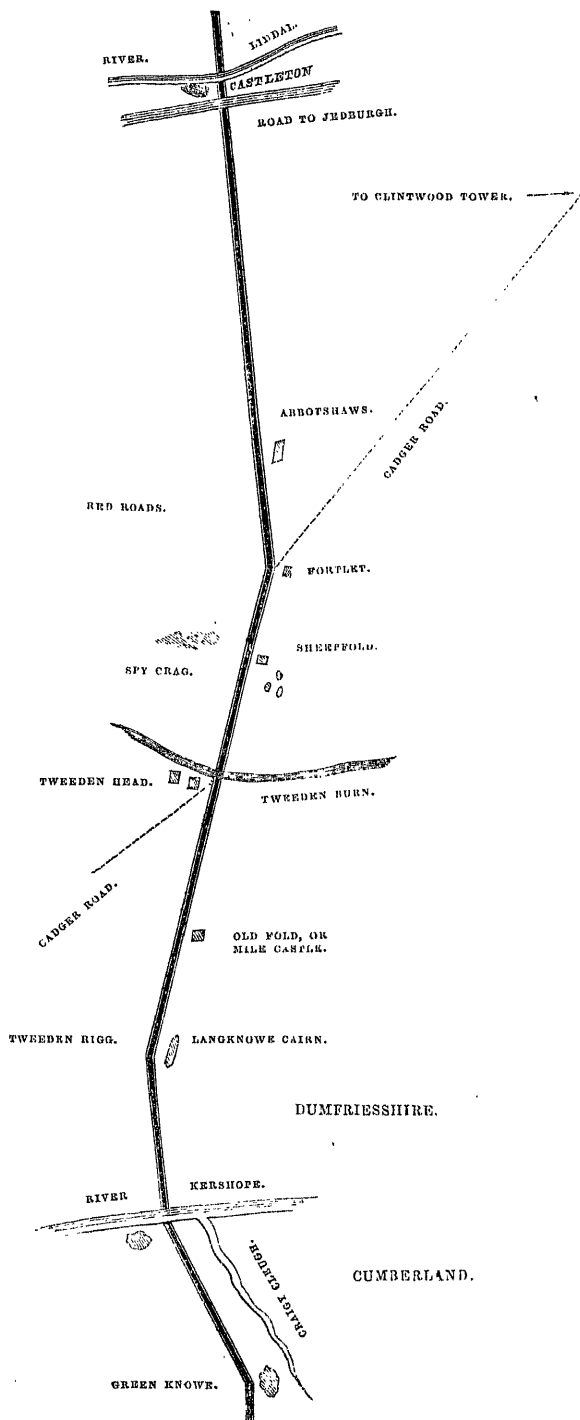 LIDDAL.
RIVER.
CASTLETON
ROAD TO JEDBURGH.
TO CLINTWOOD TOWER.
ABBOTSHAWS.
CADGER ROAD.
RED ROADS.
FORTLET.
SHEEPFOLD.
SPY CRAG.
TWEEDEN HEAD.
TWEEDEN BURN.
CADGER ROAD.
OLD FOLD, OR
MILE CASTLE.
TWEEDEN RIGG.
LANGKNOWE CAIRN.
DUMFRIESSHIRE.
RIVER
KERSHOPE.
CRAIGY CLEUGH.
CUMBERLAND.
GREEN KNOWE.